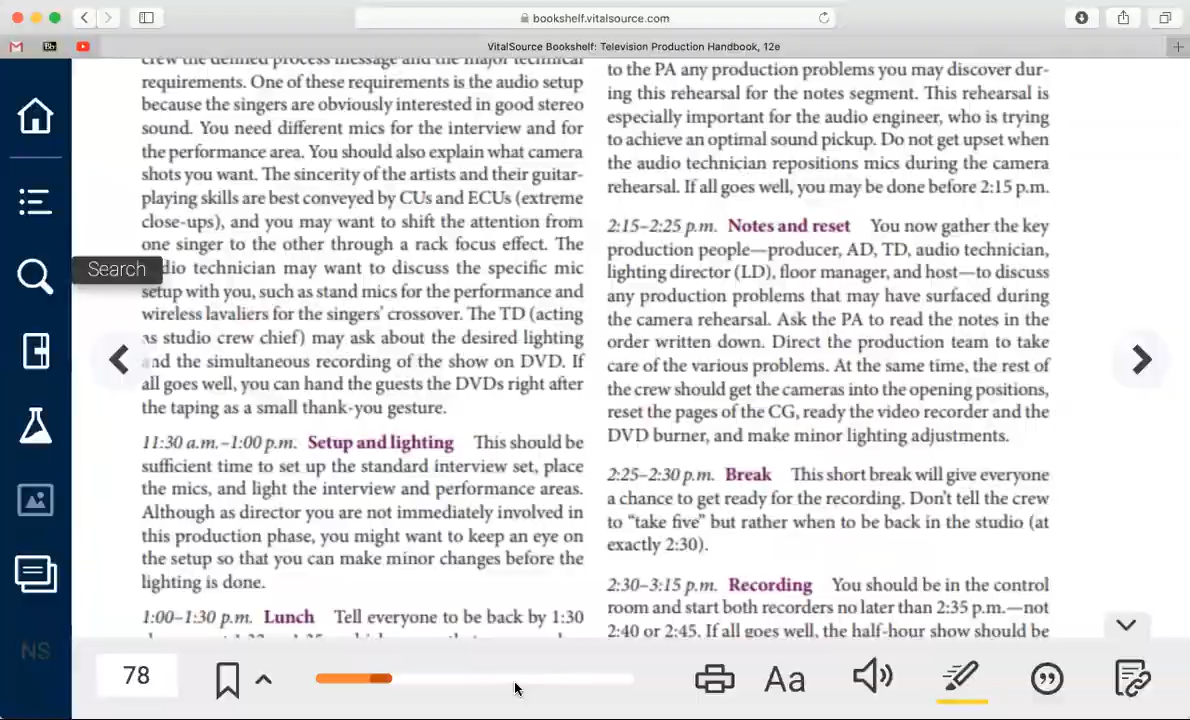 bookshelf.vitalsource.com
VitalSource Bookshelf: Television Production Handbook, 12e
crew the defined process message and the major technical
requirements. One of these requirements is the audio setup
because the singers are obviously interested in good stereo
sound. You need different mics for the interview and for
the performance area. You should also explain what camera
shots you want. The sincerity of the artists and their guitar-
playing skills are best conveyed by CUs and ECUs (extreme
close-ups), and you may want to shift the attention from
one singer to the other through a rack focus effect. The
dio technician may want to discuss the specific mic
setup with you, such as stand mics for the performance and
wireless lavaliers for the singers' crossover. The TD (acting
as studio crew chief) may ask about the desired lighting
and the simultaneous recording of the show on DVD. If
all goes well, you can hand the guests the DVDs right after
the taping as a small thank-you gesture.
11:30 a.m.–1:00 p.m. Setup and lighting This should be
sufficient time to set up the standard interview set, place
the mics, and light the interview and performance areas.
Although as director you are not immediately involved in
this production phase, you might want to keep an eye on
the setup so that you can make minor changes before the
lighting is done.
1:00–1:30 p.m. Lunch Tell everyone to be back by 1:30
to the PA any production problems you may discover dur-
ing this rehearsal for the notes segment. This rehearsal is
especially important for the audio engineer, who is trying
to achieve an optimal sound pickup. Do not get upset when
the audio technician repositions mics during the camera
rehearsal. If all goes well, you may be done before 2:15 p.m.
2:15–2:25 p.m. Notes and reset You now gather the key
production people—producer, AD, TD, audio technician,
lighting director (LD), floor manager, and host—to discuss
any production problems that may have surfaced during
the camera rehearsal. Ask the PA to read the notes in the
order written down. Direct the production team to take
care of the various problems. At the same time, the rest of
the crew should get the cameras into the opening positions,
reset the pages of the CG, ready the video recorder and the
DVD burner, and make minor lighting adjustments.
2:25–2:30 p.m. Break This short break will give everyone
a chance to get ready for the recording. Don't tell the crew
to “take five” but rather when to be back in the studio (at
exactly 2:30).
2:30–3:15 p.m. Recording You should be in the control
room and start both recorders no later than 2:35 p.m.—not
2:40 or 2:45. If all goes well, the half-hour show should be
Search
NS
78
Aa
Bb